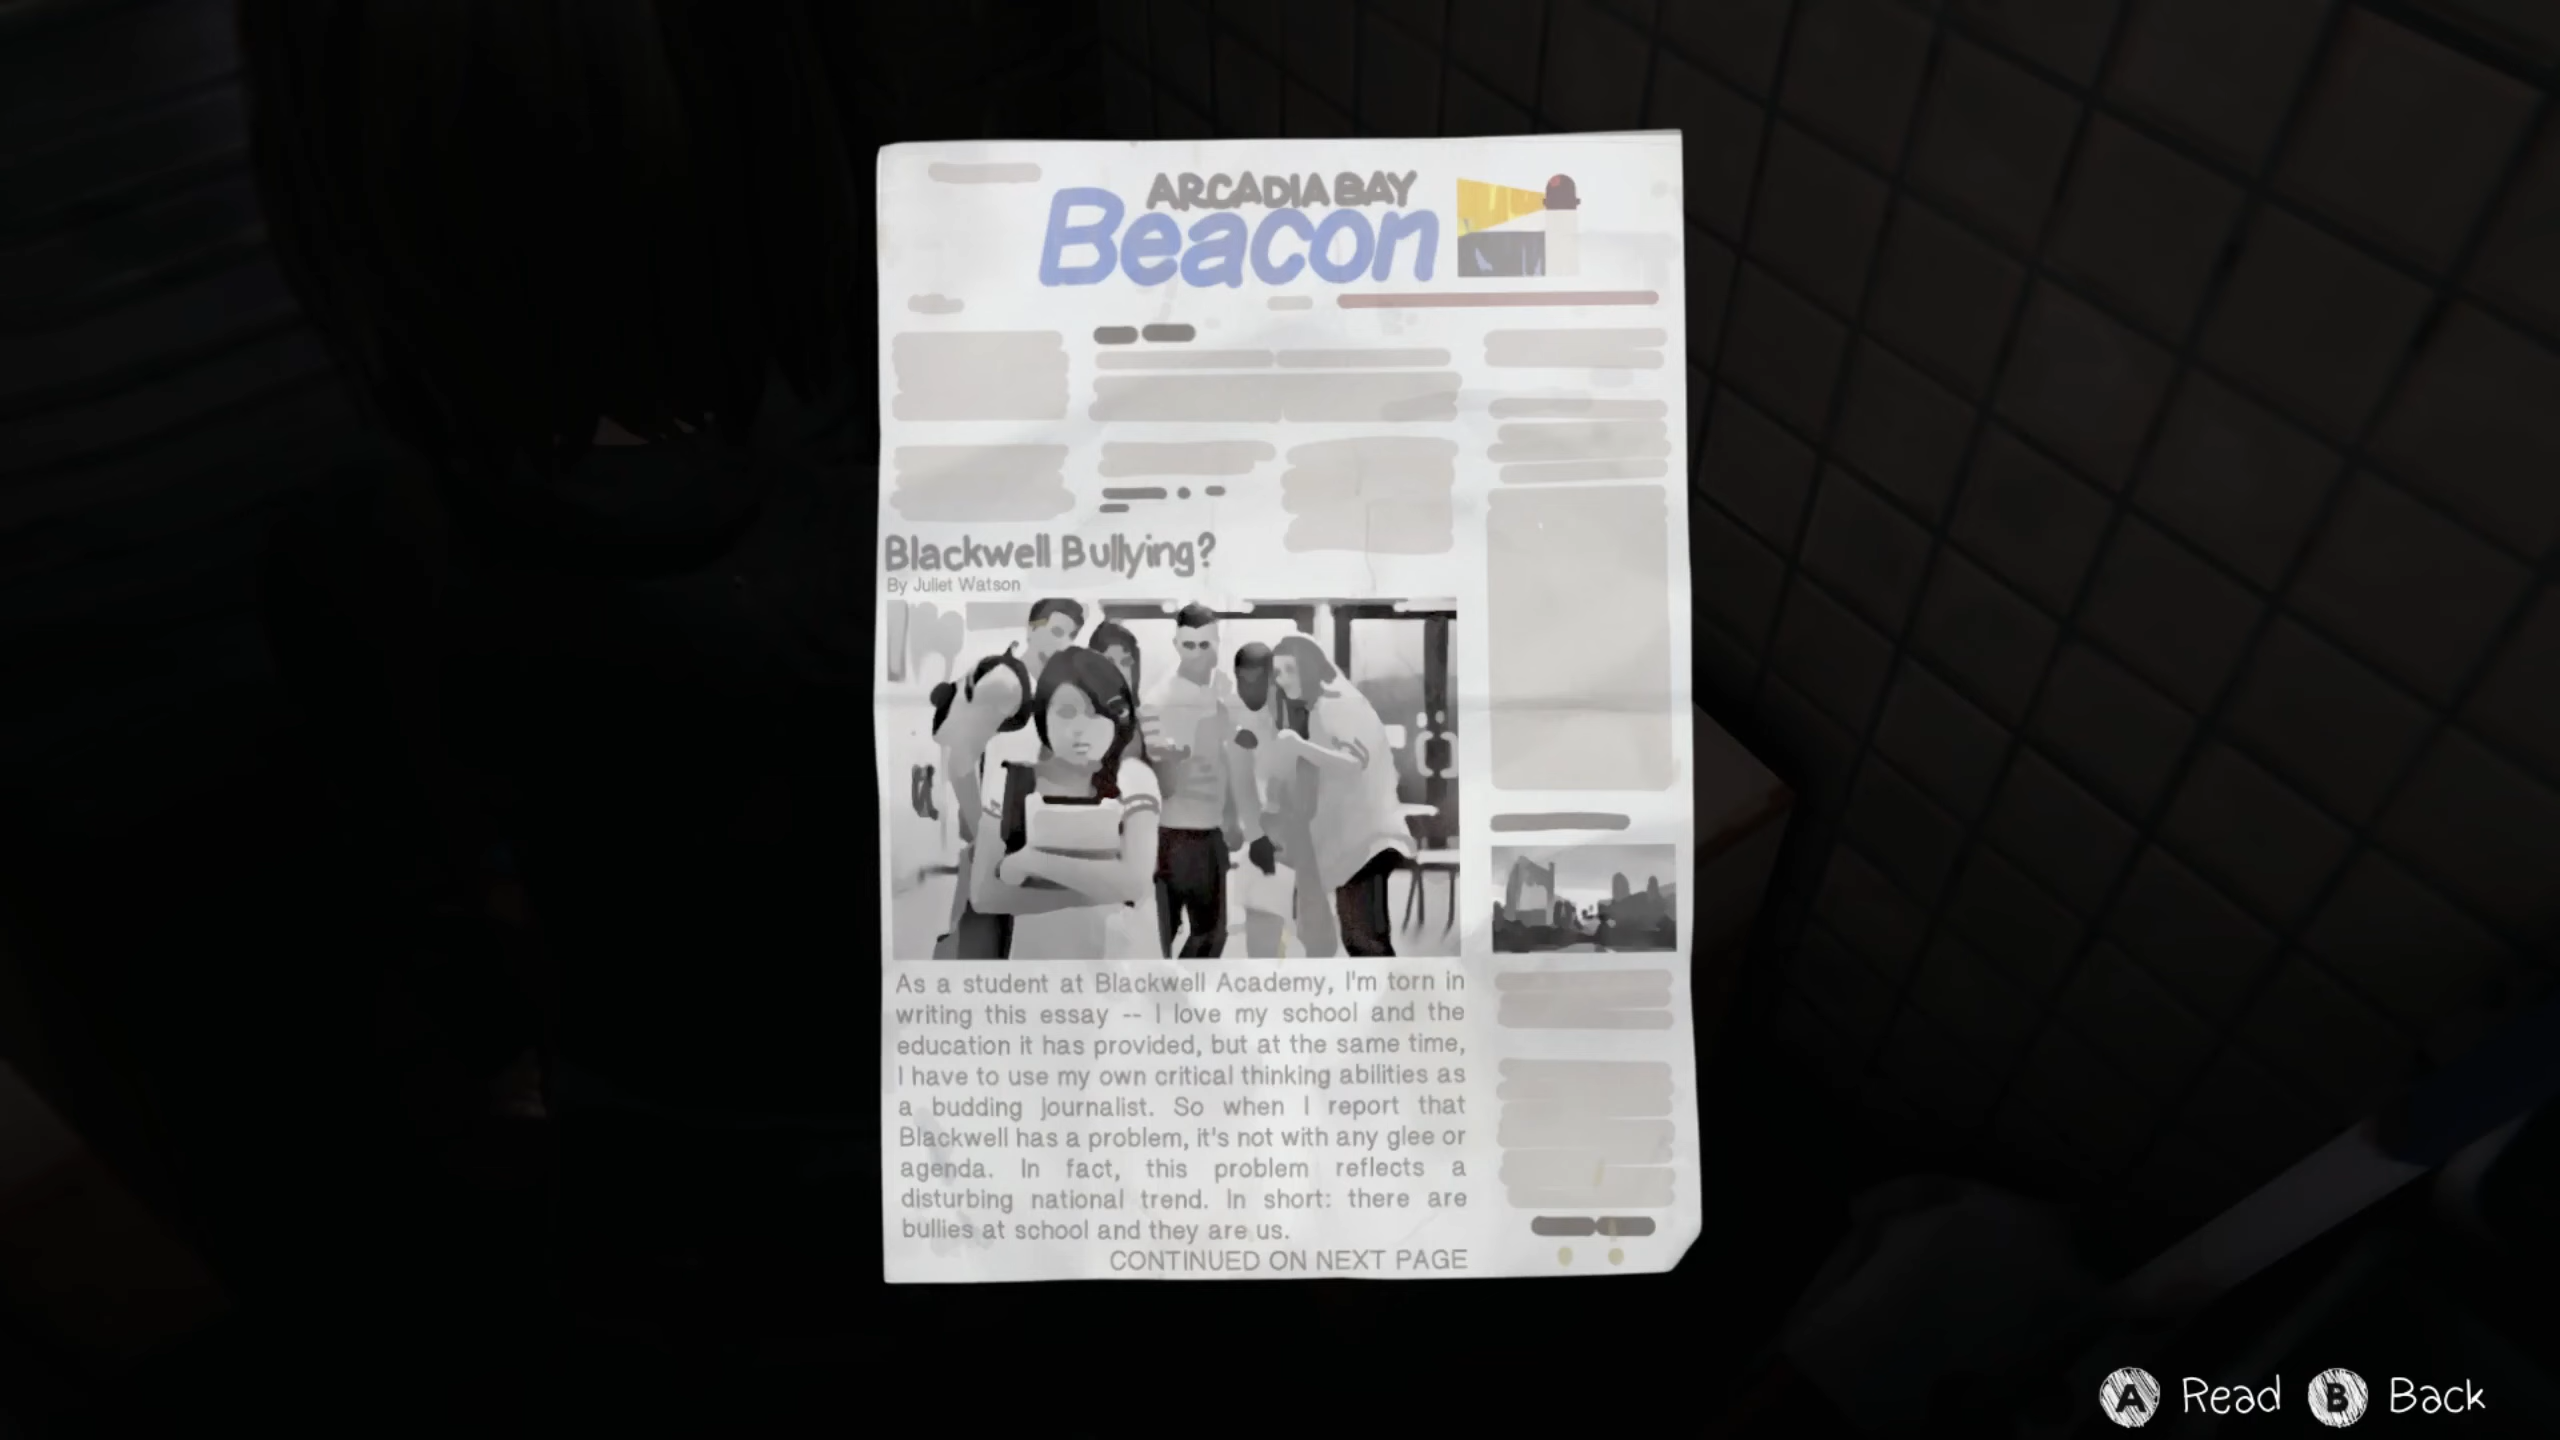 ARCADIA BAY
Beacon
Blackwell Bullying?
By Juliet Watson
As a student at Blackwell Academy, I'm torn in
writing this essay -- I love my school and the
education it has provided, but at the same time,
I have to use my own critical thinking abilities as
a budding journalist. So when I report that
Blackwell has a problem, it's not with any glee or
agenda. In fact, this problem reflects a
disturbing national trend. In short: there are
bullies at school and they are us.
CONTINUED ON NEXT PAGE
A Read B Back